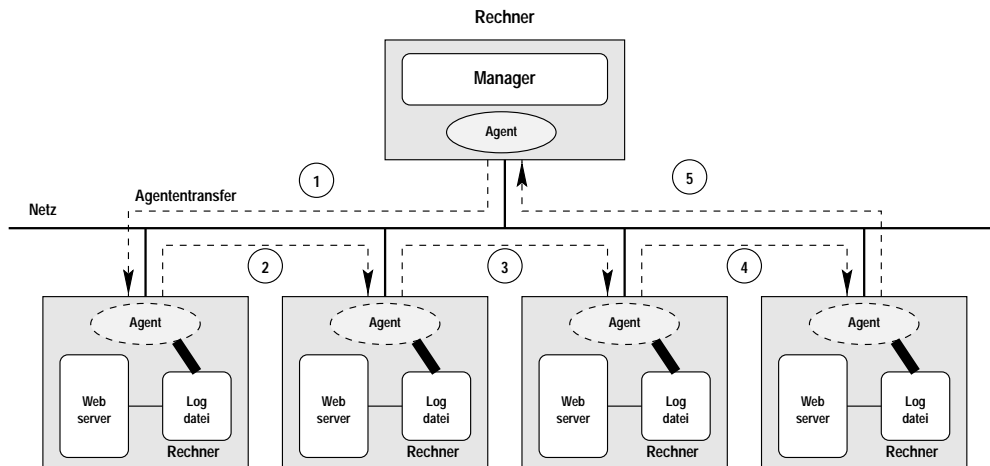 Rechner
Manager
Agent
1
5
Agententransfer
Netz
2
3
4
Agent
Agent
Agent
Agent
Web
server
Log
datei
Web
server
Log
datei
Web
server
Log
datei
Web
server
Log
datei
Rechner
Rechner
Rechner
Rechner